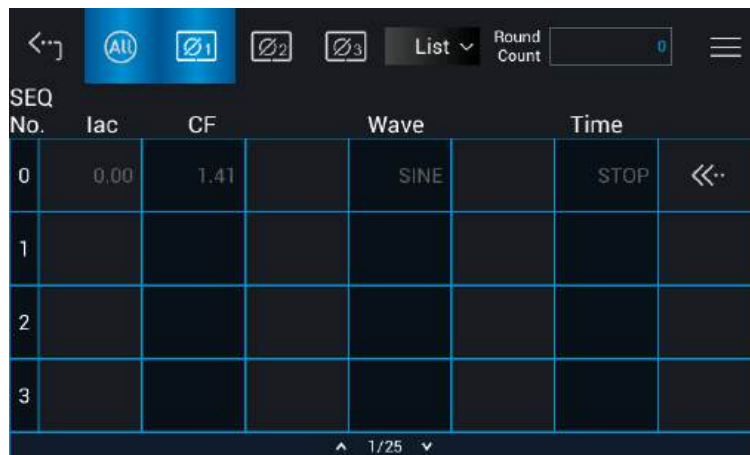 All Ø1 Ø2 Ø3 List Round Count 0
SEQ No. Iac CF Wave Time
0 0.00 1.41 SINE STOP
1
2
3
1/25